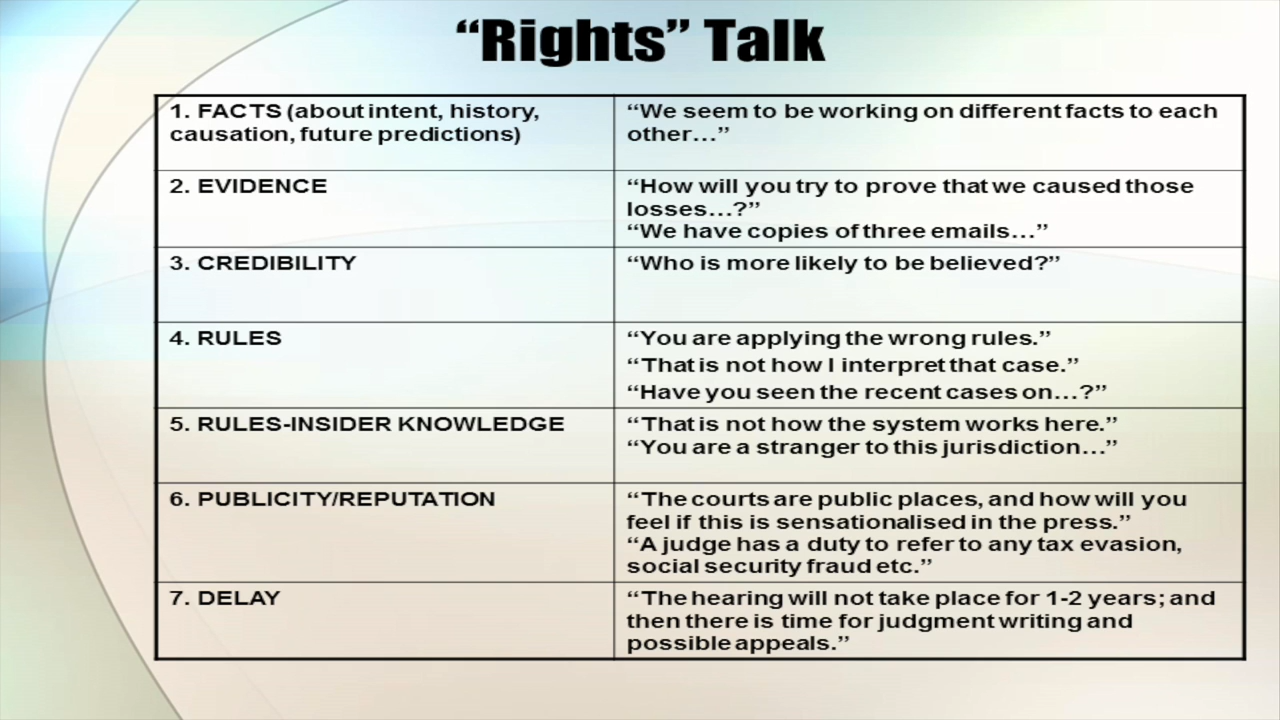 “Rights” Talk
1. FACTS (about intent, history,
causation, future predictions)
“We seem to be working on different facts to each
other…”
2. EVIDENCE
“How will you try to prove that we caused those
losses…?”
“We have copies of three emails…”
3. CREDIBILITY
“Who is more likely to be believed?”
4. RULES
“You are applying the wrong rules.”
“That is not how I interpret that case.”
“Have you seen the recent cases on…?”
5. RULES-INSIDER KNOWLEDGE
“That is not how the system works here.”
“You are a stranger to this jurisdiction…”
6. PUBLICITY/REPUTATION
“The courts are public places, and how will you
feel if this is sensationalised in the press.”
“A judge has a duty to refer to any tax evasion,
social security fraud etc.”
7. DELAY
“The hearing will not take place for 1-2 years; and
then there is time for judgment writing and
possible appeals.”